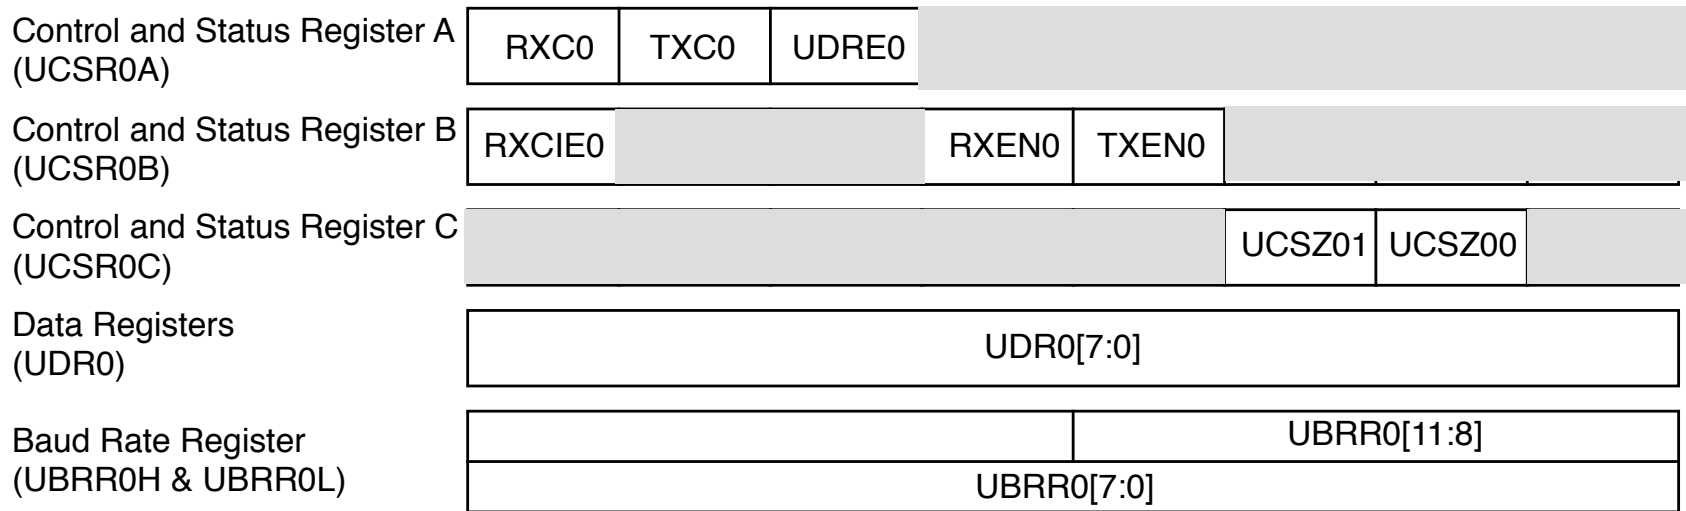 Control and Status Register A
(UCSR0A)
RXC0 TXC0 UDRE0
Control and Status Register B
(UCSR0B)
RXCIE0 RXEN0 TXEN0
Control and Status Register C
(UCSR0C)
UCSZ01 UCSZ00
Data Registers
(UDR0)
UDR0[7:0]
Baud Rate Register
(UBRR0H & UBRR0L)
UBRR0[11:8]
UBRR0[7:0]